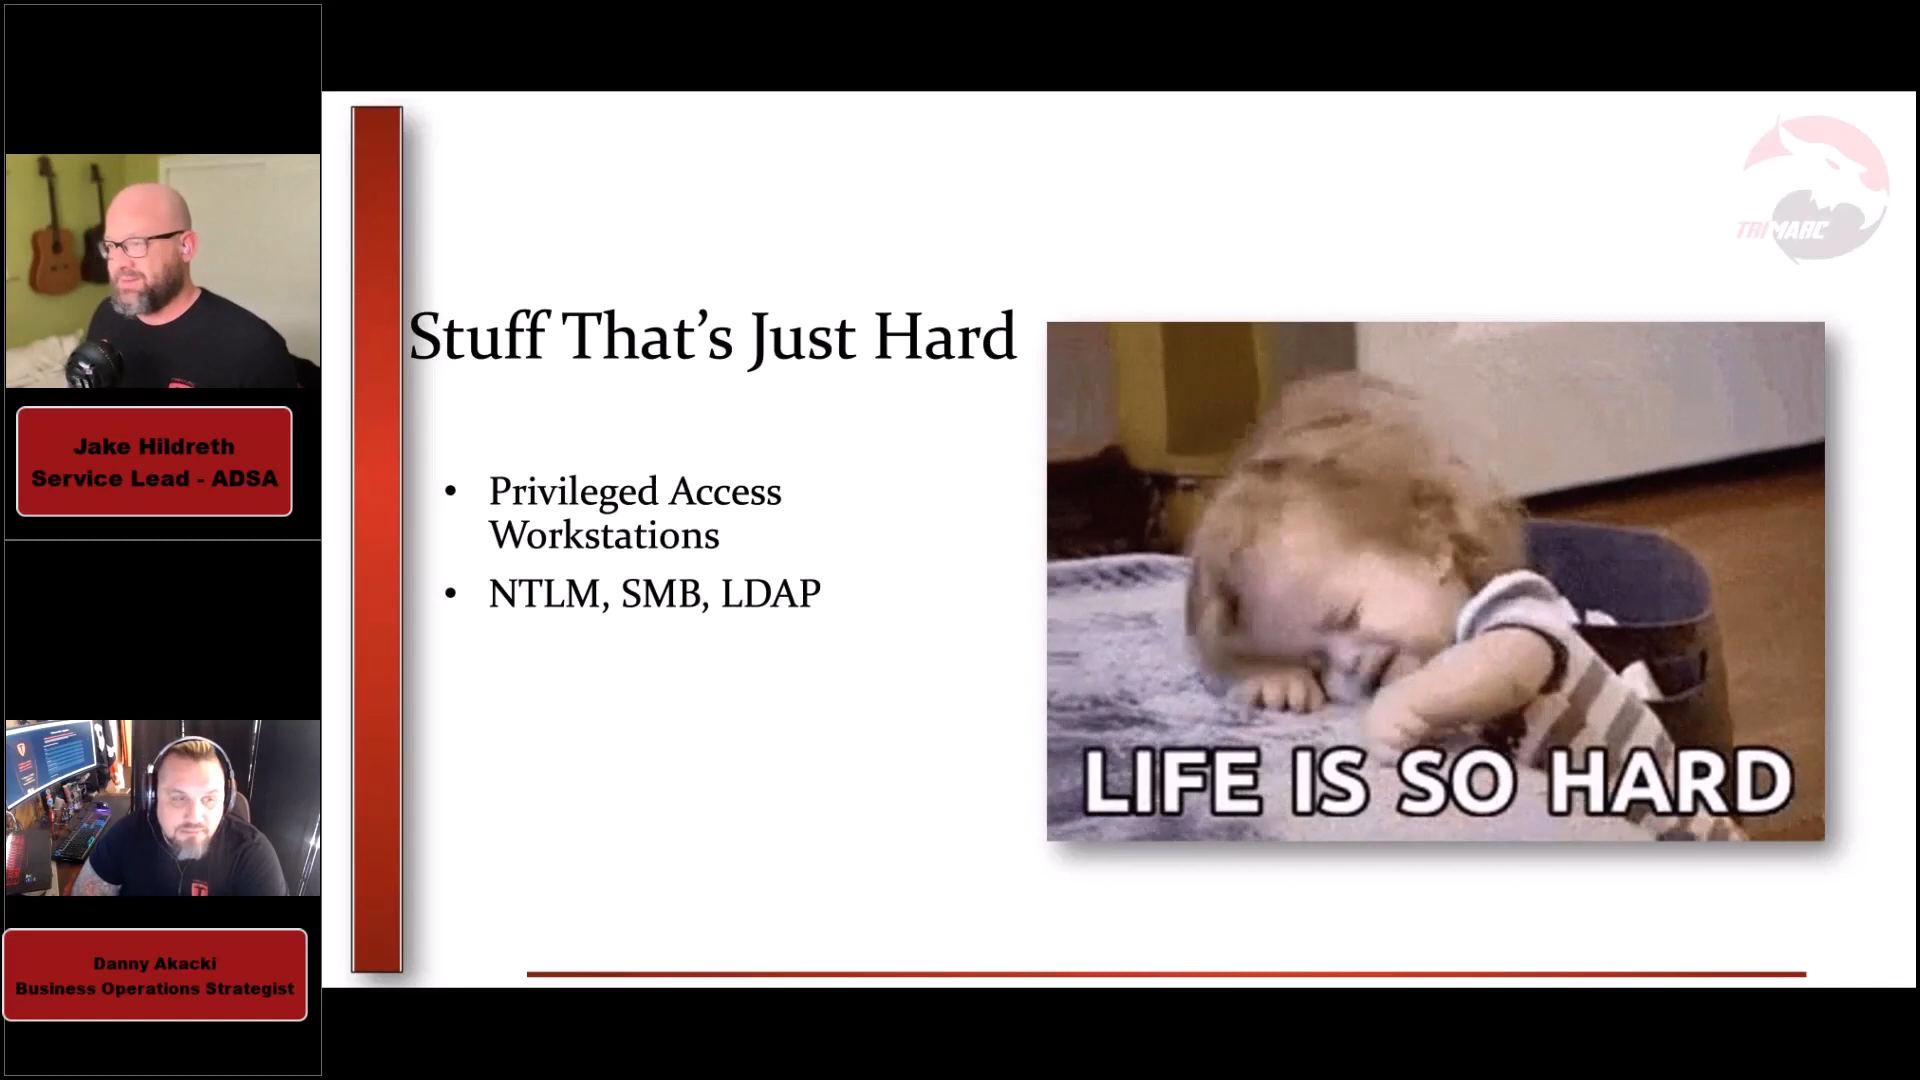 Jake Hildreth
Service Lead - ADSA
Danny Akacki
Business Operations Strategist
TRIMARC
Stuff That’s Just Hard
• Privileged Access
Workstations
• NTLM, SMB, LDAP
LIFE IS SO HARD